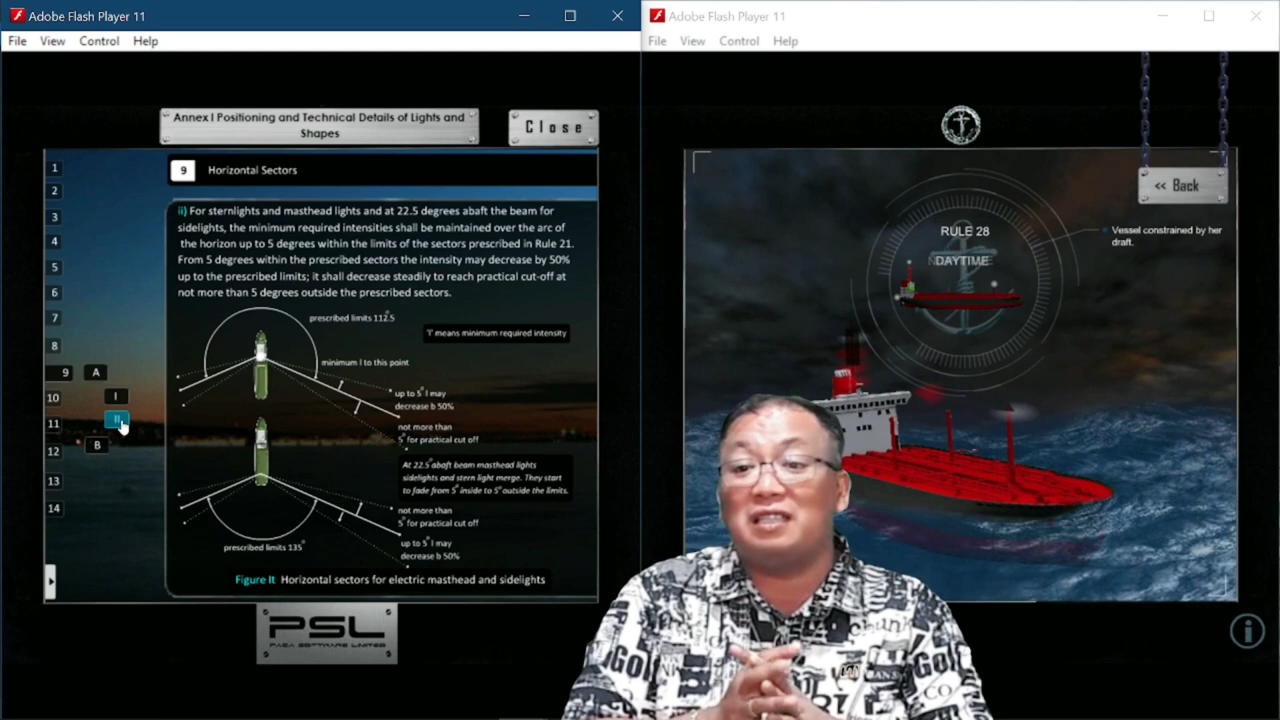 Adobe Flash Player 11
File View Control Help
Annex I Positioning and Technical Details of Lights and
Shapes
Close
1
2
3
4
5
6
7
8
9 A
10 I
11 II
12 B
13
14
9 Horizontal Sectors
ii) For sternlights and masthead lights and at 22.5 degrees abaft the beam for
sidelights, the minimum required intensities shall be maintained over the arc of
the horizon up to 5 degrees within the limits of the sectors prescribed in Rule 21.
From 5 degrees within the prescribed sectors the intensity may decrease by 50%
up to the prescribed limits; it shall decrease steadily to reach practical cut-off at
not more than 5 degrees outside the prescribed sectors.
prescribed limits 112.5°
'I' means minimum required intensity
minimum I to this point
up to 5° I may
decrease b 50%
not more than
5° for practical cut off
At 22.5° abaft beam masthead lights
sidelights and stern light merge. They start
to fade from 5° inside to 5° outside the limits.
not more than
5° for practical cut off
up to 5° I may
decrease b 50%
prescribed limits 135°
Figure II: Horizontal sectors for electric masthead and sidelights
PSL
Adobe Flash Player 11
File View Control Help
<< Back
RULE 28
DAYTIME
Vessel constrained by her
draft.
i